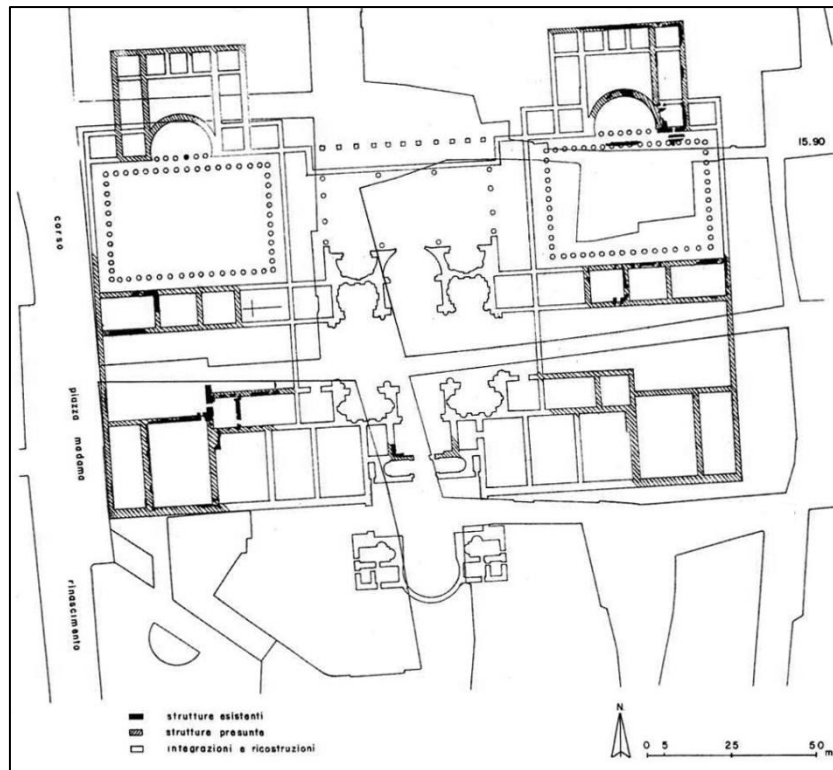 15.90
corso
piazza madama
rinascimento
strutture esistenti
strutture presunte
integrazioni e ricostruzioni
N.
0 5 25 50
m